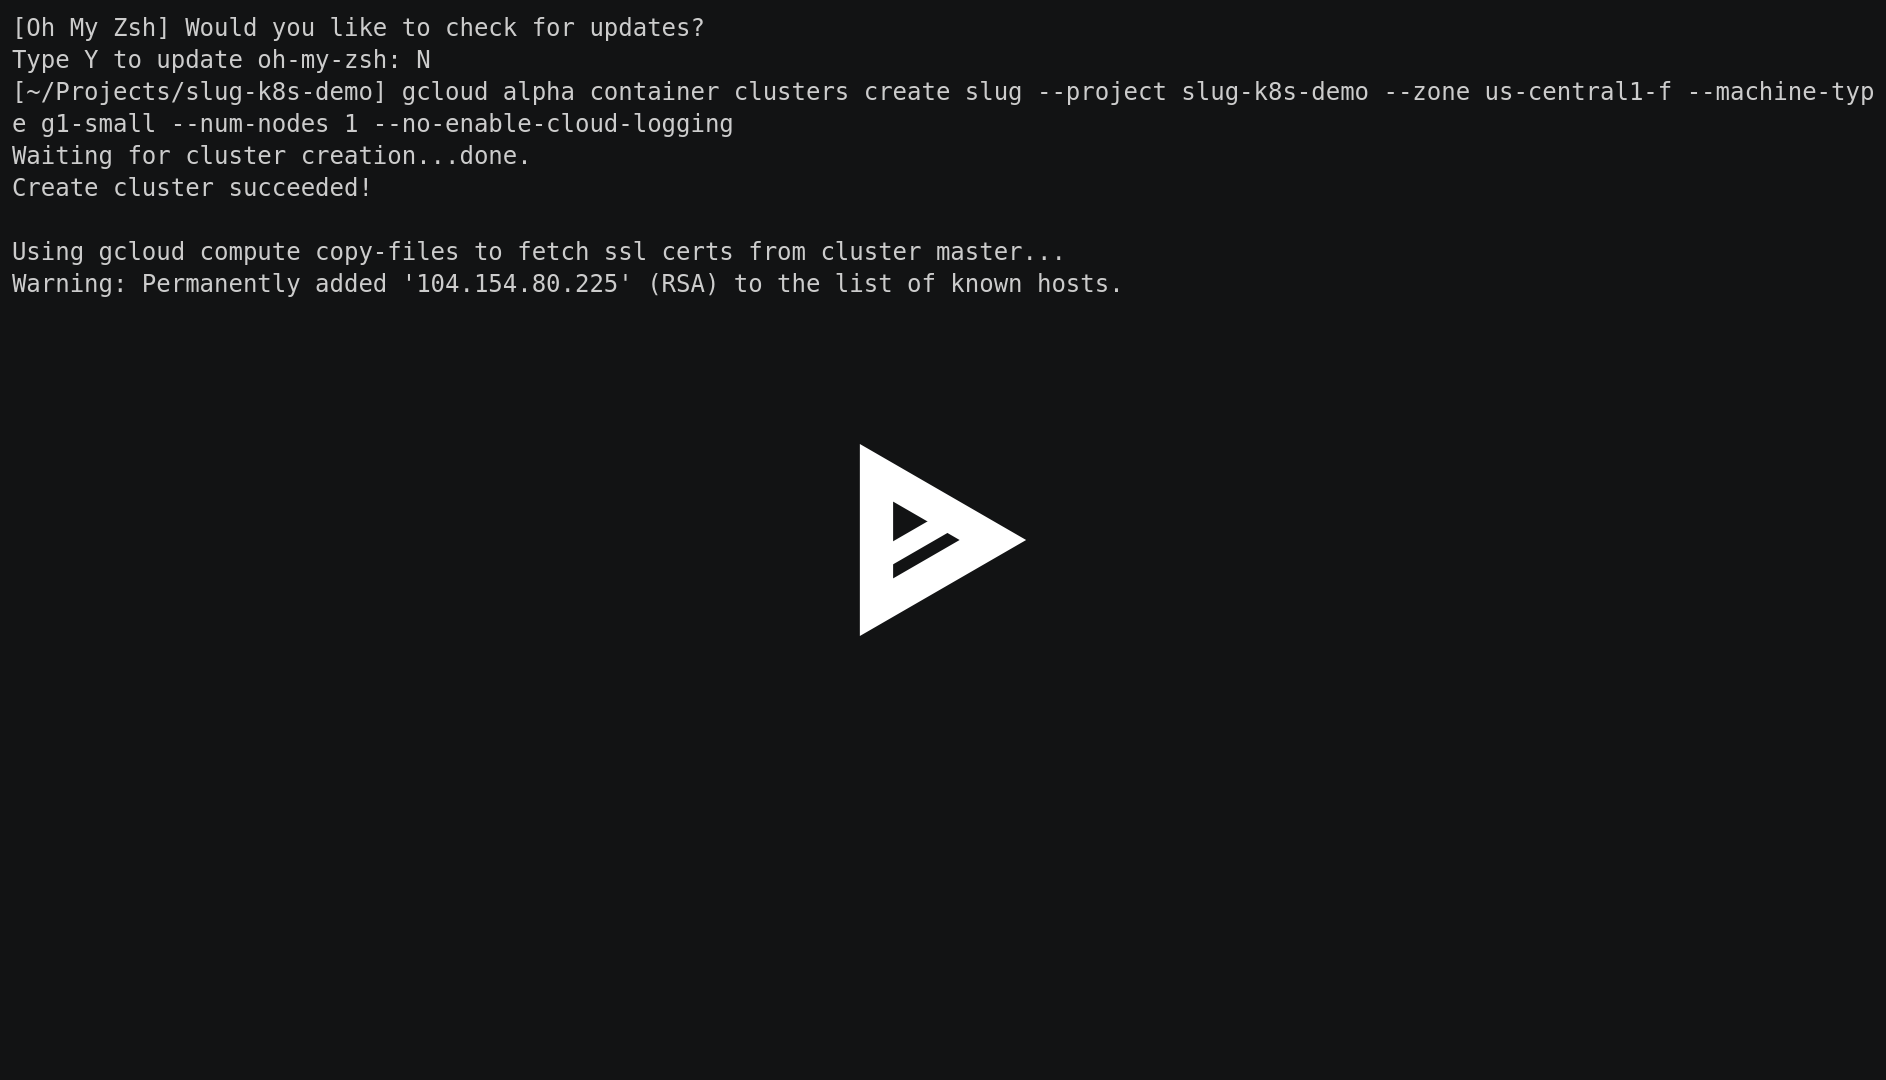 [Oh My Zsh] Would you like to check for updates?
Type Y to update oh-my-zsh: N
[~/Projects/slug-k8s-demo] gcloud alpha container clusters create slug --project slug-k8s-demo --zone us-central1-f --machine-typ
e g1-small --num-nodes 1 --no-enable-cloud-logging
Waiting for cluster creation...done.
Create cluster succeeded!

Using gcloud compute copy-files to fetch ssl certs from cluster master...
Warning: Permanently added '104.154.80.225' (RSA) to the list of known hosts.